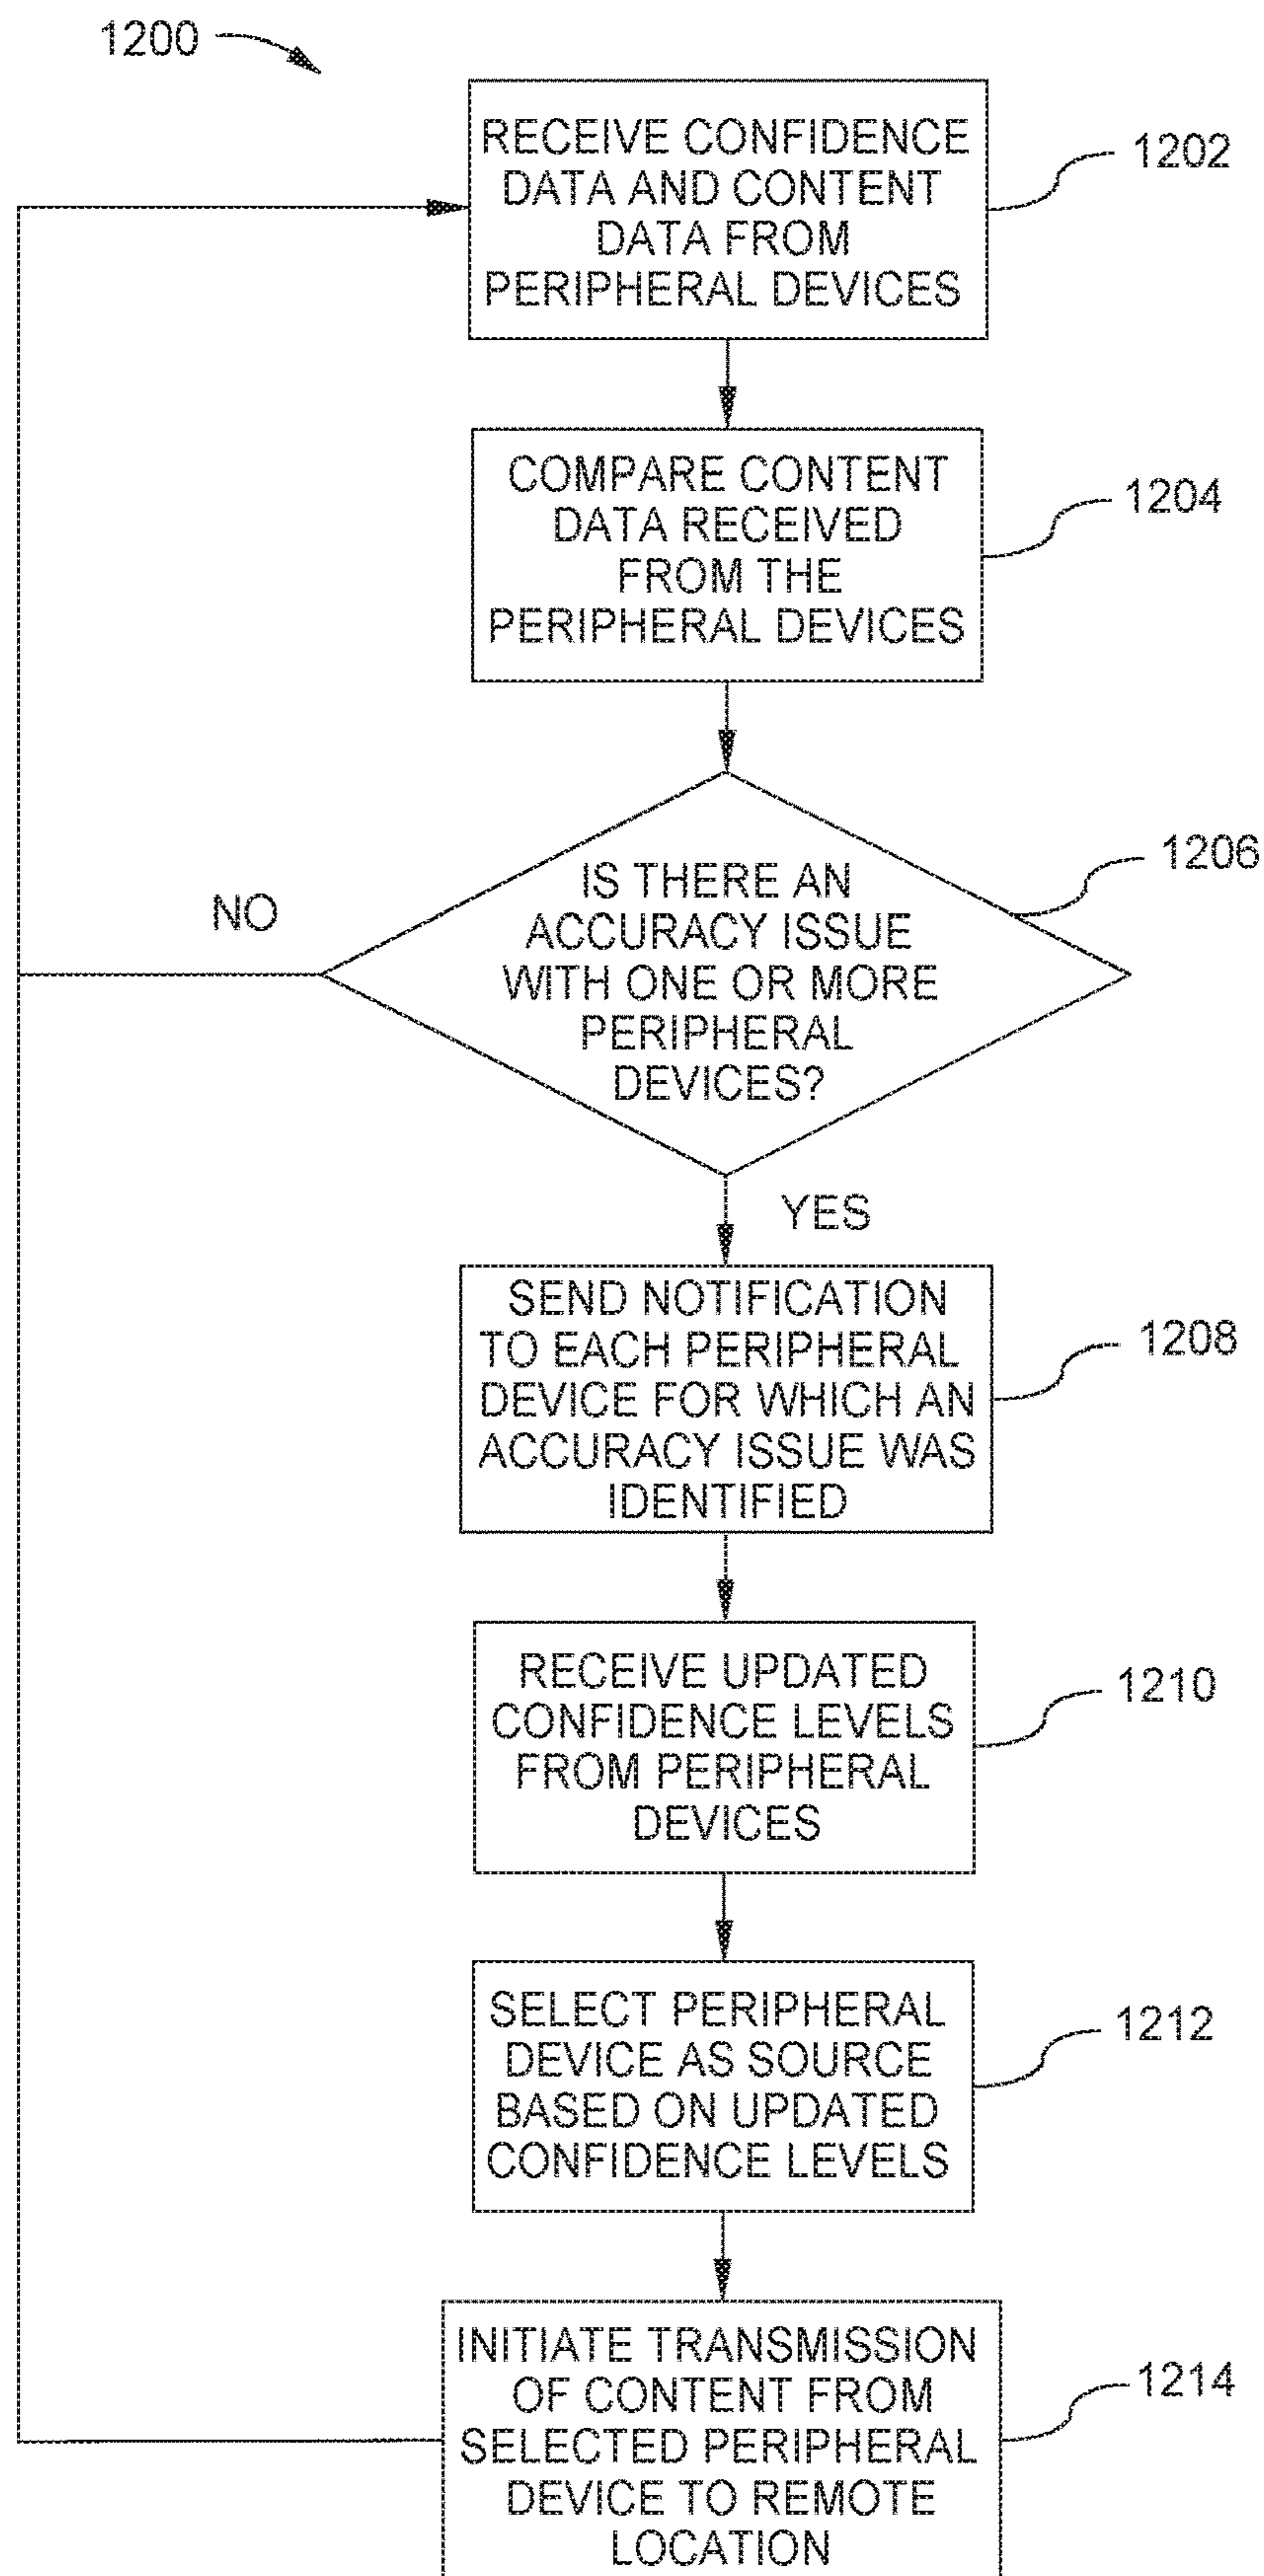 1200
RECEIVE CONFIDENCE
DATA AND CONTENT
DATA FROM
PERIPHERAL DEVICES
1202
COMPARE CONTENT
DATA RECEIVED
FROM THE
PERIPHERAL DEVICES
1204
IS THERE AN
ACCURACY ISSUE
WITH ONE OR MORE
PERIPHERAL
DEVICES?
1206
NO
YES
SEND NOTIFICATION
TO EACH PERIPHERAL
DEVICE FOR WHICH AN
ACCURACY ISSUE WAS
IDENTIFIED
1208
RECEIVE UPDATED
CONFIDENCE LEVELS
FROM PERIPHERAL
DEVICES
1210
SELECT PERIPHERAL
DEVICE AS SOURCE
BASED ON UPDATED
CONFIDENCE LEVELS
1212
INITIATE TRANSMISSION
OF CONTENT FROM
SELECTED PERIPHERAL
DEVICE TO REMOTE
LOCATION
1214